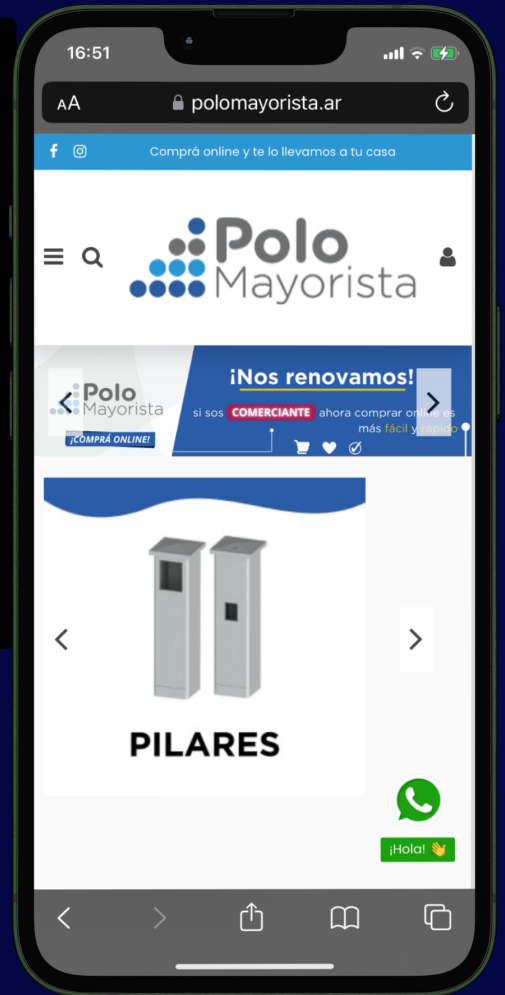 16:51
AA polomayorista.ar
Comprá online y te lo llevamos a tu casa
Polo
Mayorista
Polo
Mayorista
¡COMPRÁ ONLINE!
¡Nos renovamos!
si sos COMERCIANTE ahora comprar online es
más fácil y rápido
PILARES
¡Hola! 👋